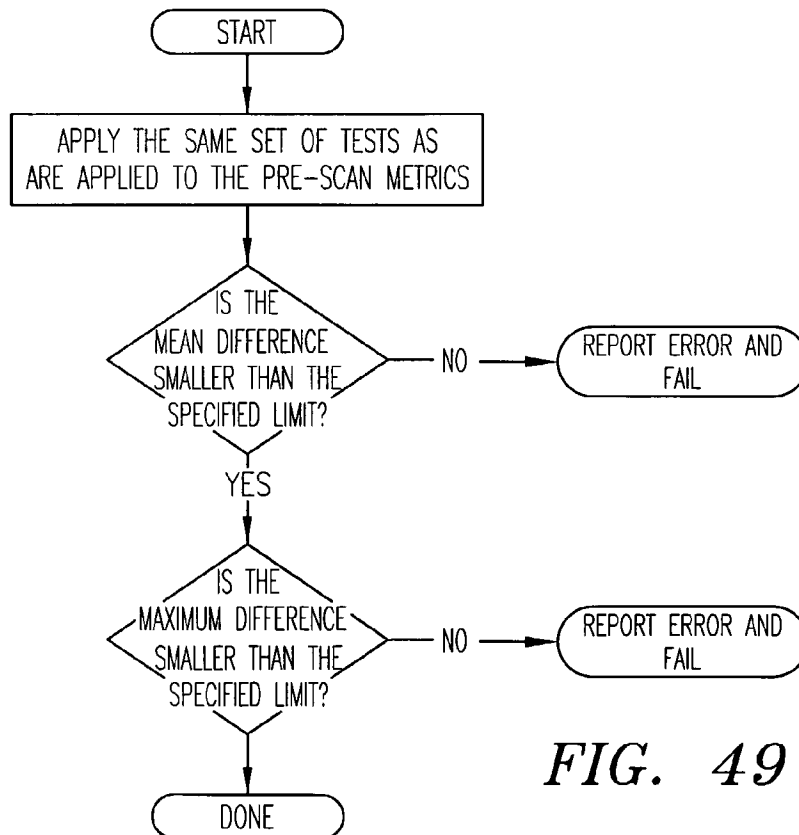 START
APPLY THE SAME SET OF TESTS AS
ARE APPLIED TO THE PRE-SCAN METRICS
IS THE
MEAN DIFFERENCE
SMALLER THAN THE
SPECIFIED LIMIT?
NO
REPORT ERROR AND
FAIL
YES
IS THE
MAXIMUM DIFFERENCE
SMALLER THAN THE
SPECIFIED LIMIT?
NO
REPORT ERROR AND
FAIL
DONE
FIG. 49